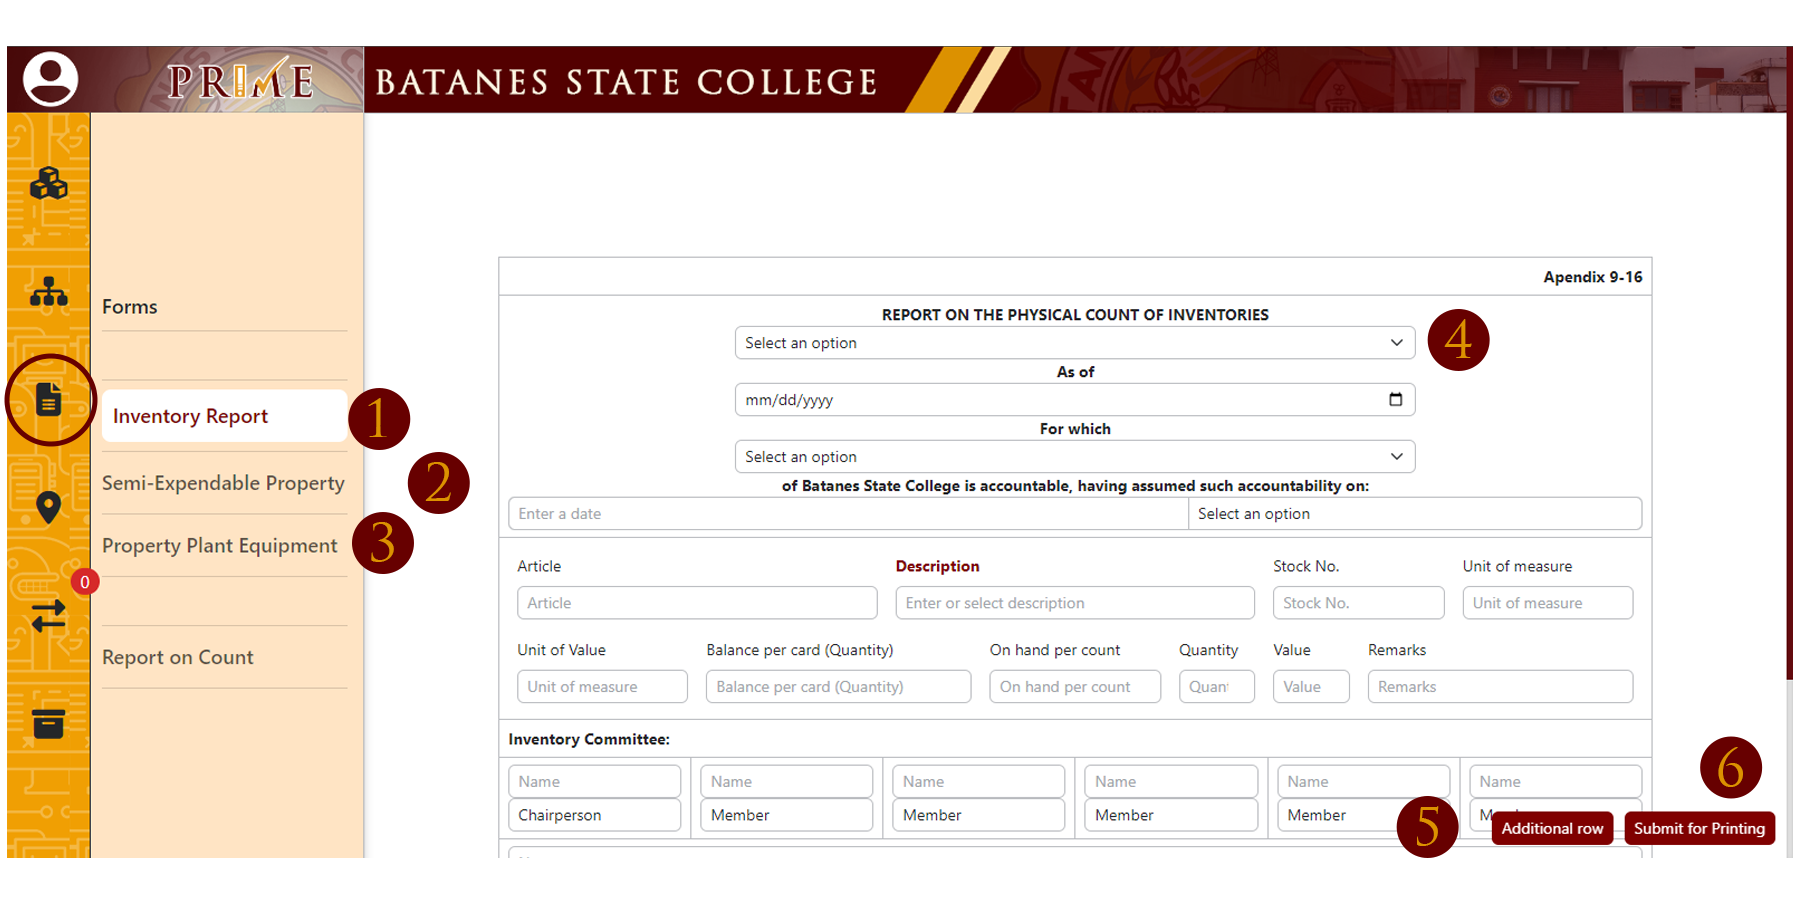 PRIME
BATANES STATE COLLEGE
Forms
Inventory Report
1
Semi-Expendable Property
2
Property Plant Equipment
3
0
Report on Count
Apendix 9-16
REPORT ON THE PHYSICAL COUNT OF INVENTORIES
Select an option
4
As of
mm/dd/yyyy
For which
Select an option
of Batanes State College is accountable, having assumed such accountability on:
Enter a date Select an option
Article Description Stock No. Unit of measure
Article Enter or select description Stock No. Unit of measure
Unit of Value Balance per card (Quantity) On hand per count Quantity Value Remarks
Unit of measure Balance per card (Quantity) On hand per count Quan Value Remarks
Inventory Committee:
Name Name Name Name Name Name
Chairperson Member Member Member Member
5
Additional row
6
Submit for Printing